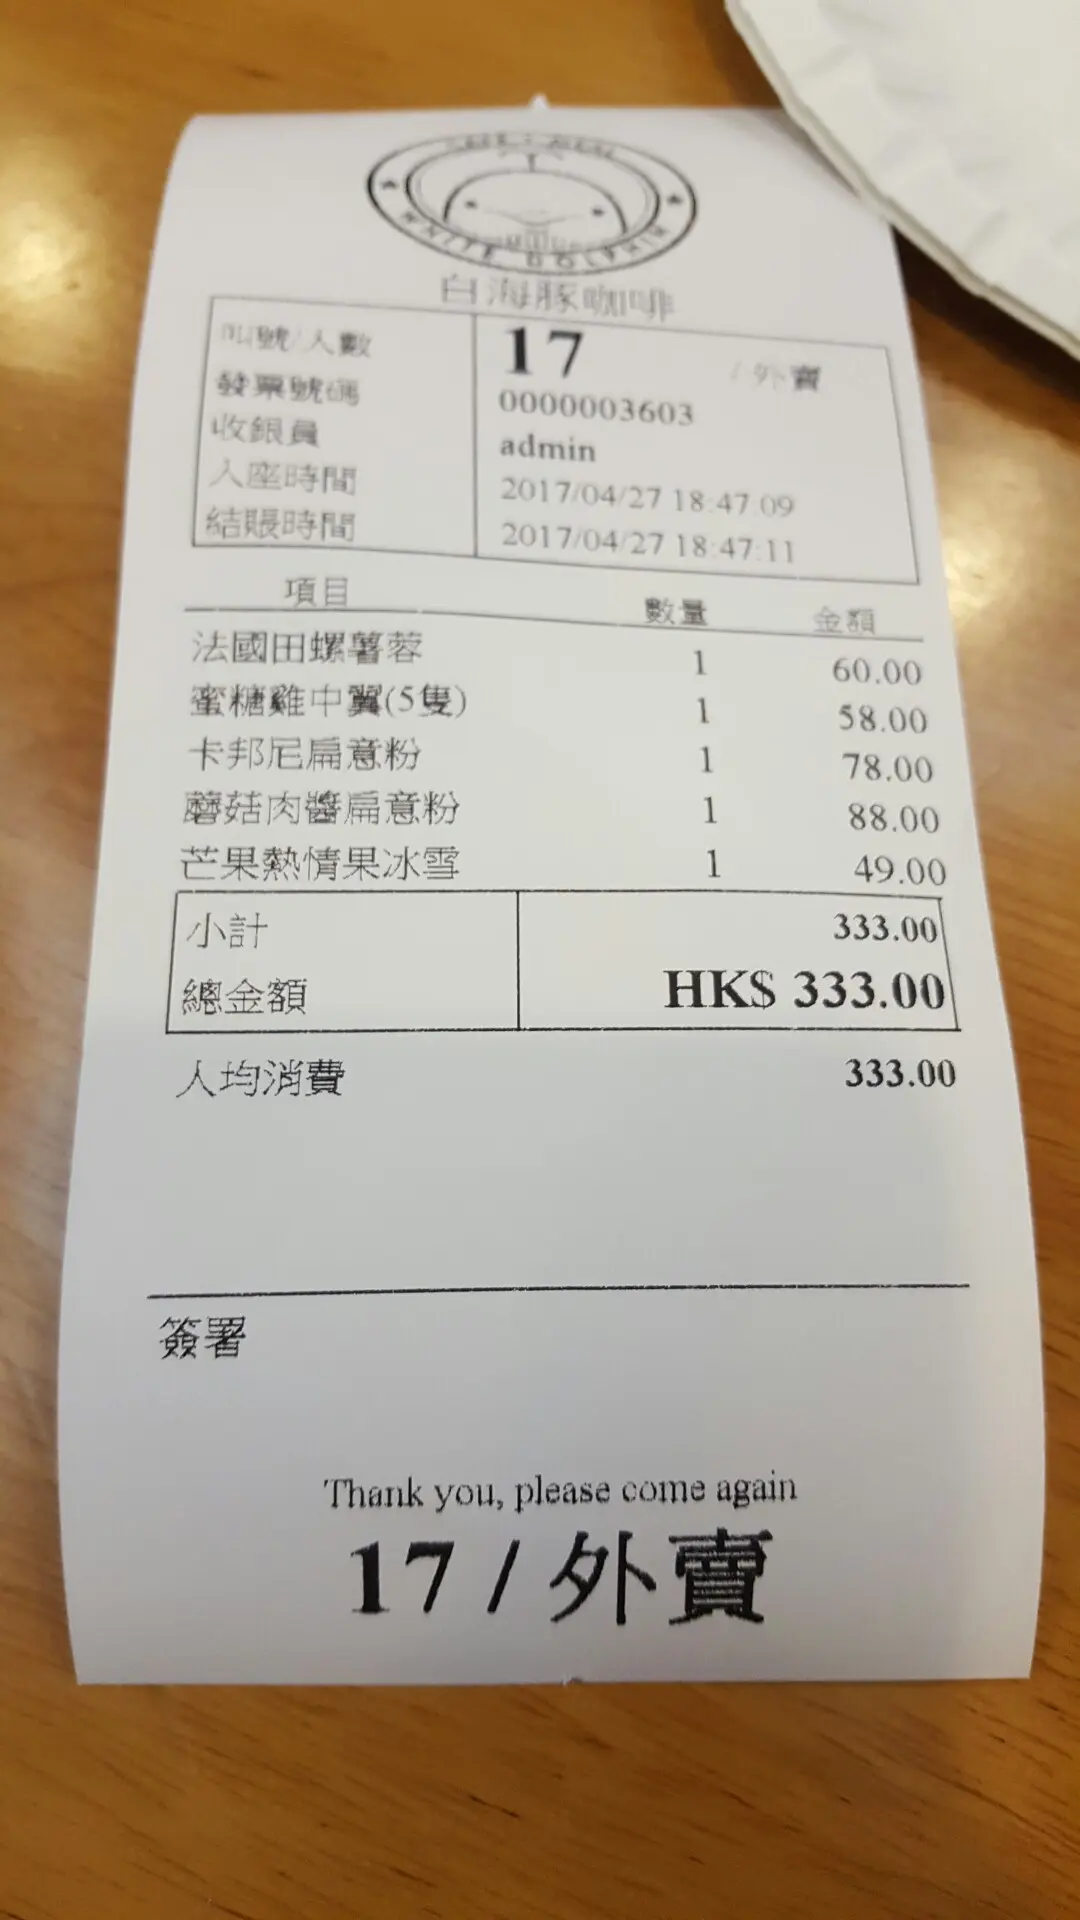 WHITE DOLPHIN
白海豚咖啡
叫號/人數 17 /外賣
發票號碼 0000003603
收銀員 admin
入座時間 2017/04/27 18:47:09
結賬時間 2017/04/27 18:47:11
項目 數量 金額
法國田螺薯蓉 1 60.00
蜜糖雞中翼(5隻) 1 58.00
卡邦尼扁意粉 1 78.00
蘑菇肉醬扁意粉 1 88.00
芒果熱情果冰雪 1 49.00
小計 333.00
總金額 HK$ 333.00
人均消費 333.00
簽署
Thank you, please come again
17 / 外賣